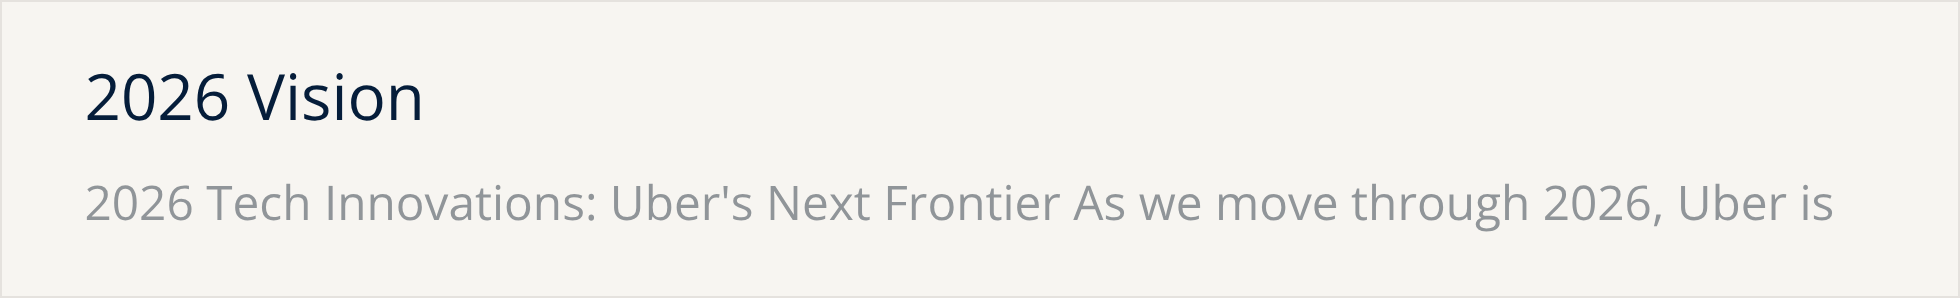 2026 Vision
2026 Tech Innovations: Uber's Next Frontier As we move through 2026, Uber is